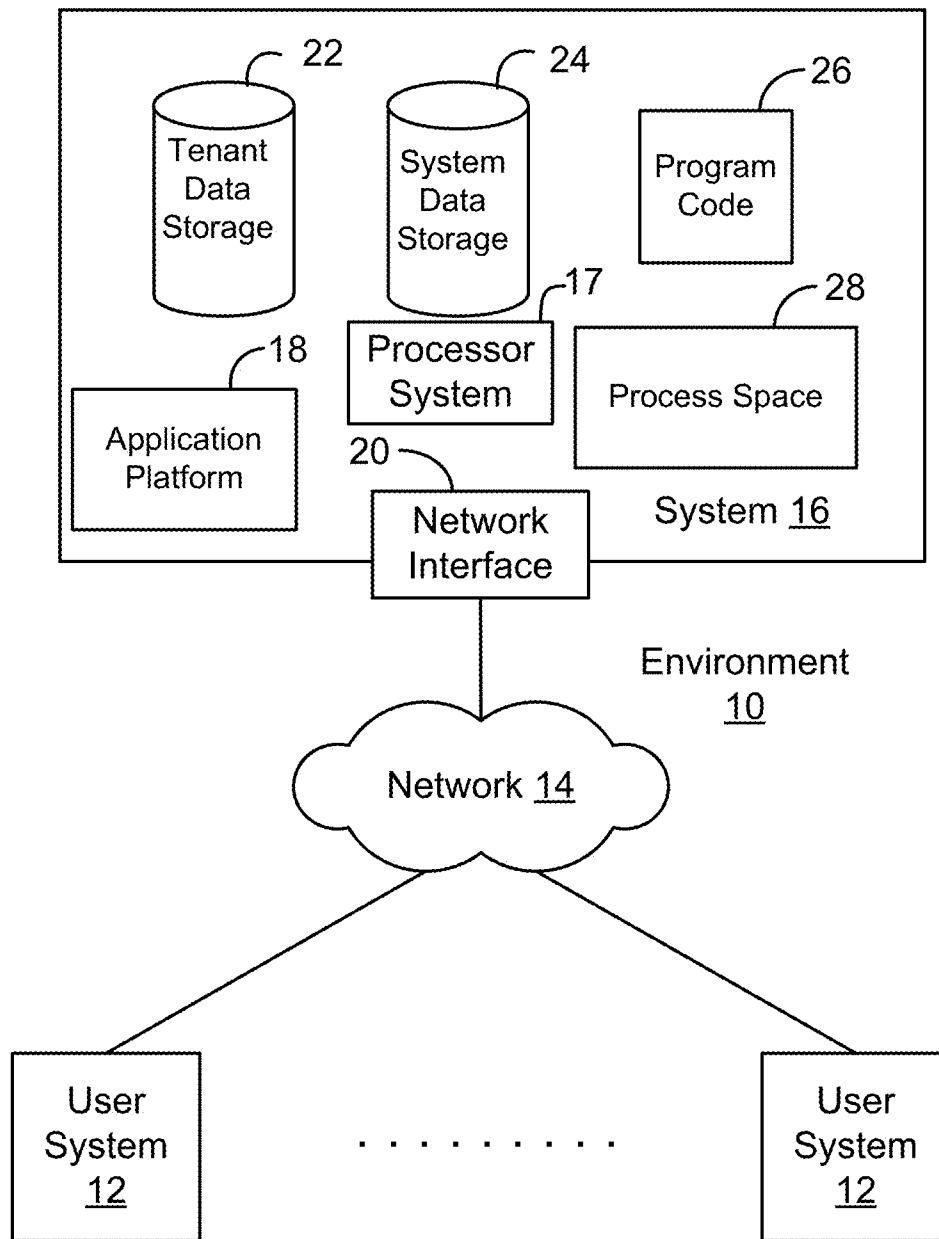 22
Tenant
Data
Storage
24
System
Data
Storage
26
Program
Code
17
Processor
System
28
Process Space
18
Application
Platform
20
Network
Interface
System 16
Environment
10
Network 14
User
System
12
. . . . . . . . .
User
System
12